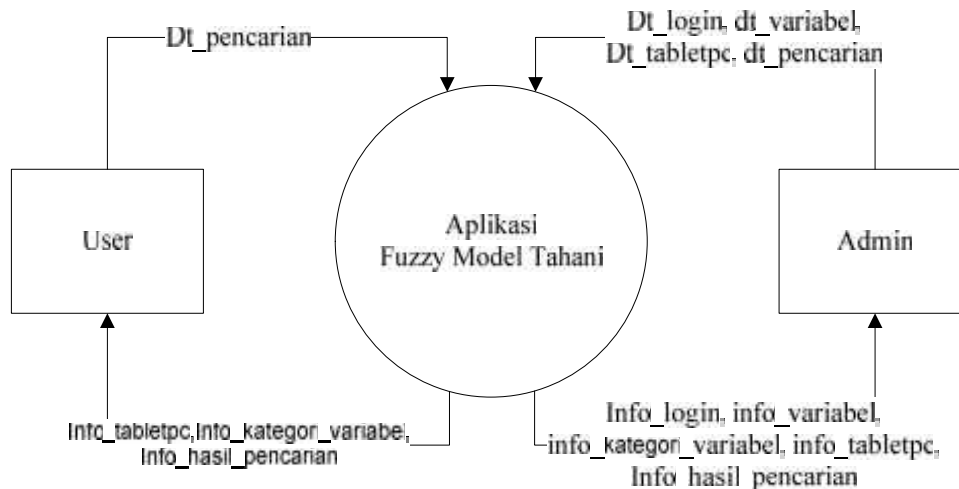 Dt_pencarian
Dt_login, dt_variabel,
Dt_tabletpc, dt_pencarian
User
Aplikasi
Fuzzy Model Tahani
Admin
Info_tabletpc,Info_kategori_variabel,
Info_hasil_pencarian
Info_login, info_variabel,
info_kategori_variabel, info_tabletpc,
Info_hasil_pencarian